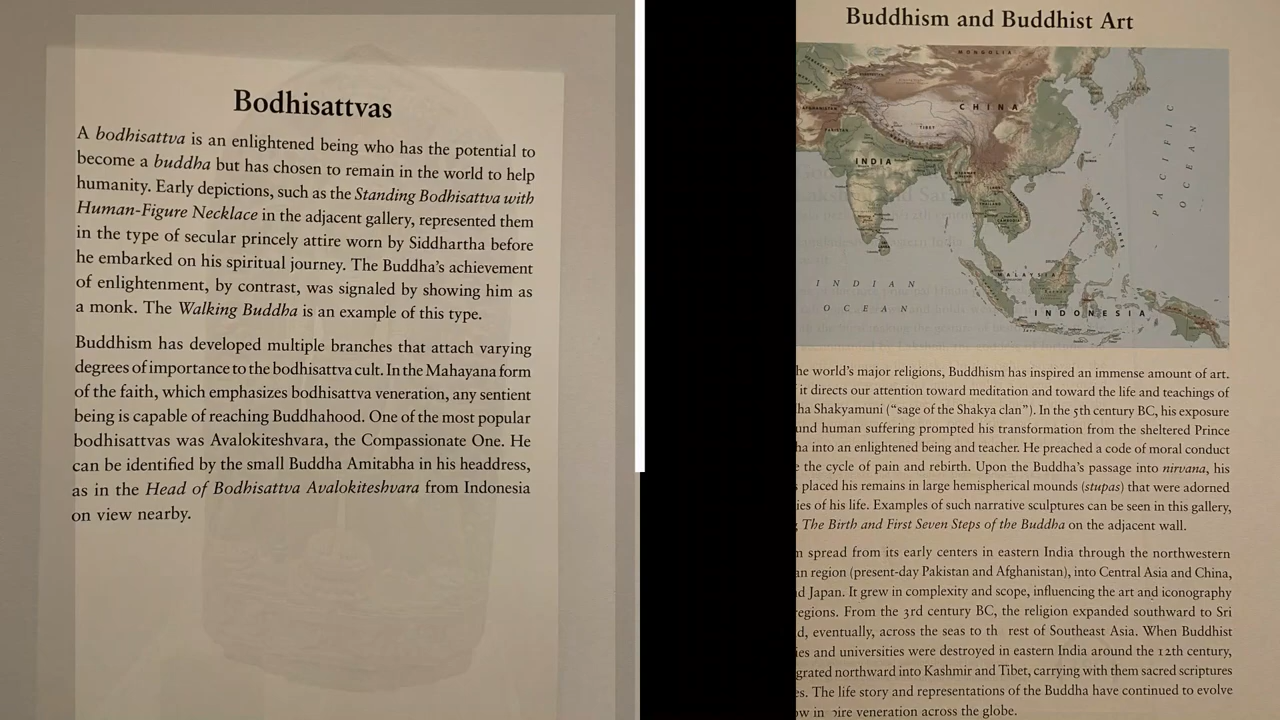 Bodhisattvas
A bodhisattva is an enlightened being who has the potential to
become a buddha but has chosen to remain in the world to help
humanity. Early depictions, such as the Standing Bodhisattva with
Human-Figure Necklace in the adjacent gallery, represented them
in the type of secular princely attire worn by Siddhartha before
he embarked on his spiritual journey. The Buddha's achievement
of enlightenment, by contrast, was signaled by showing him as
a monk. The Walking Buddha is an example of this type.
Buddhism has developed multiple branches that attach varying
degrees of importance to the bodhisattva cult. In the Mahayana form
of the faith, which emphasizes bodhisattva veneration, any sentient
being is capable of reaching Buddhahood. One of the most popular
bodhisattvas was Avalokiteshvara, the Compassionate One. He
can be identified by the small Buddha Amitabha in his headdress,
as in the Head of Bodhisattva Avalokiteshvara from Indonesia
on view nearby.
Buddhism and Buddhist Art
MONGOLIA
CHINA
TIBET
INDIA
PACIFIC
OCEAN
PHILIPPINES
MALAYSIA
INDIAN
OCEAN
INDONESIA
he world's major religions, Buddhism has inspired an immense amount of art.
it directs our attention toward meditation and toward the life and teachings of
ha Shakyamuni ("sage of the Shakya clan"). In the 5th century BC, his exposure
und human suffering prompted his transformation from the sheltered Prince
ha into an enlightened being and teacher. He preached a code of moral conduct
e the cycle of pain and rebirth. Upon the Buddha's passage into nirvana, his
s placed his remains in large hemispherical mounds (stupas) that were adorned
ies of his life. Examples of such narrative sculptures can be seen in this gallery,
The Birth and First Seven Steps of the Buddha on the adjacent wall.
m spread from its early centers in eastern India through the northwestern
an region (present-day Pakistan and Afghanistan), into Central Asia and China,
d Japan. It grew in complexity and scope, influencing the art and iconography
regions. From the 3rd century BC, the religion expanded southward to Sri
d, eventually, across the seas to th rest of Southeast Asia. When Buddhist
ies and universities were destroyed in eastern India around the 12th century,
grated northward into Kashmir and Tibet, carrying with them sacred scriptures
es. The life story and representations of the Buddha have continued to evolve
ow in pire veneration across the globe.